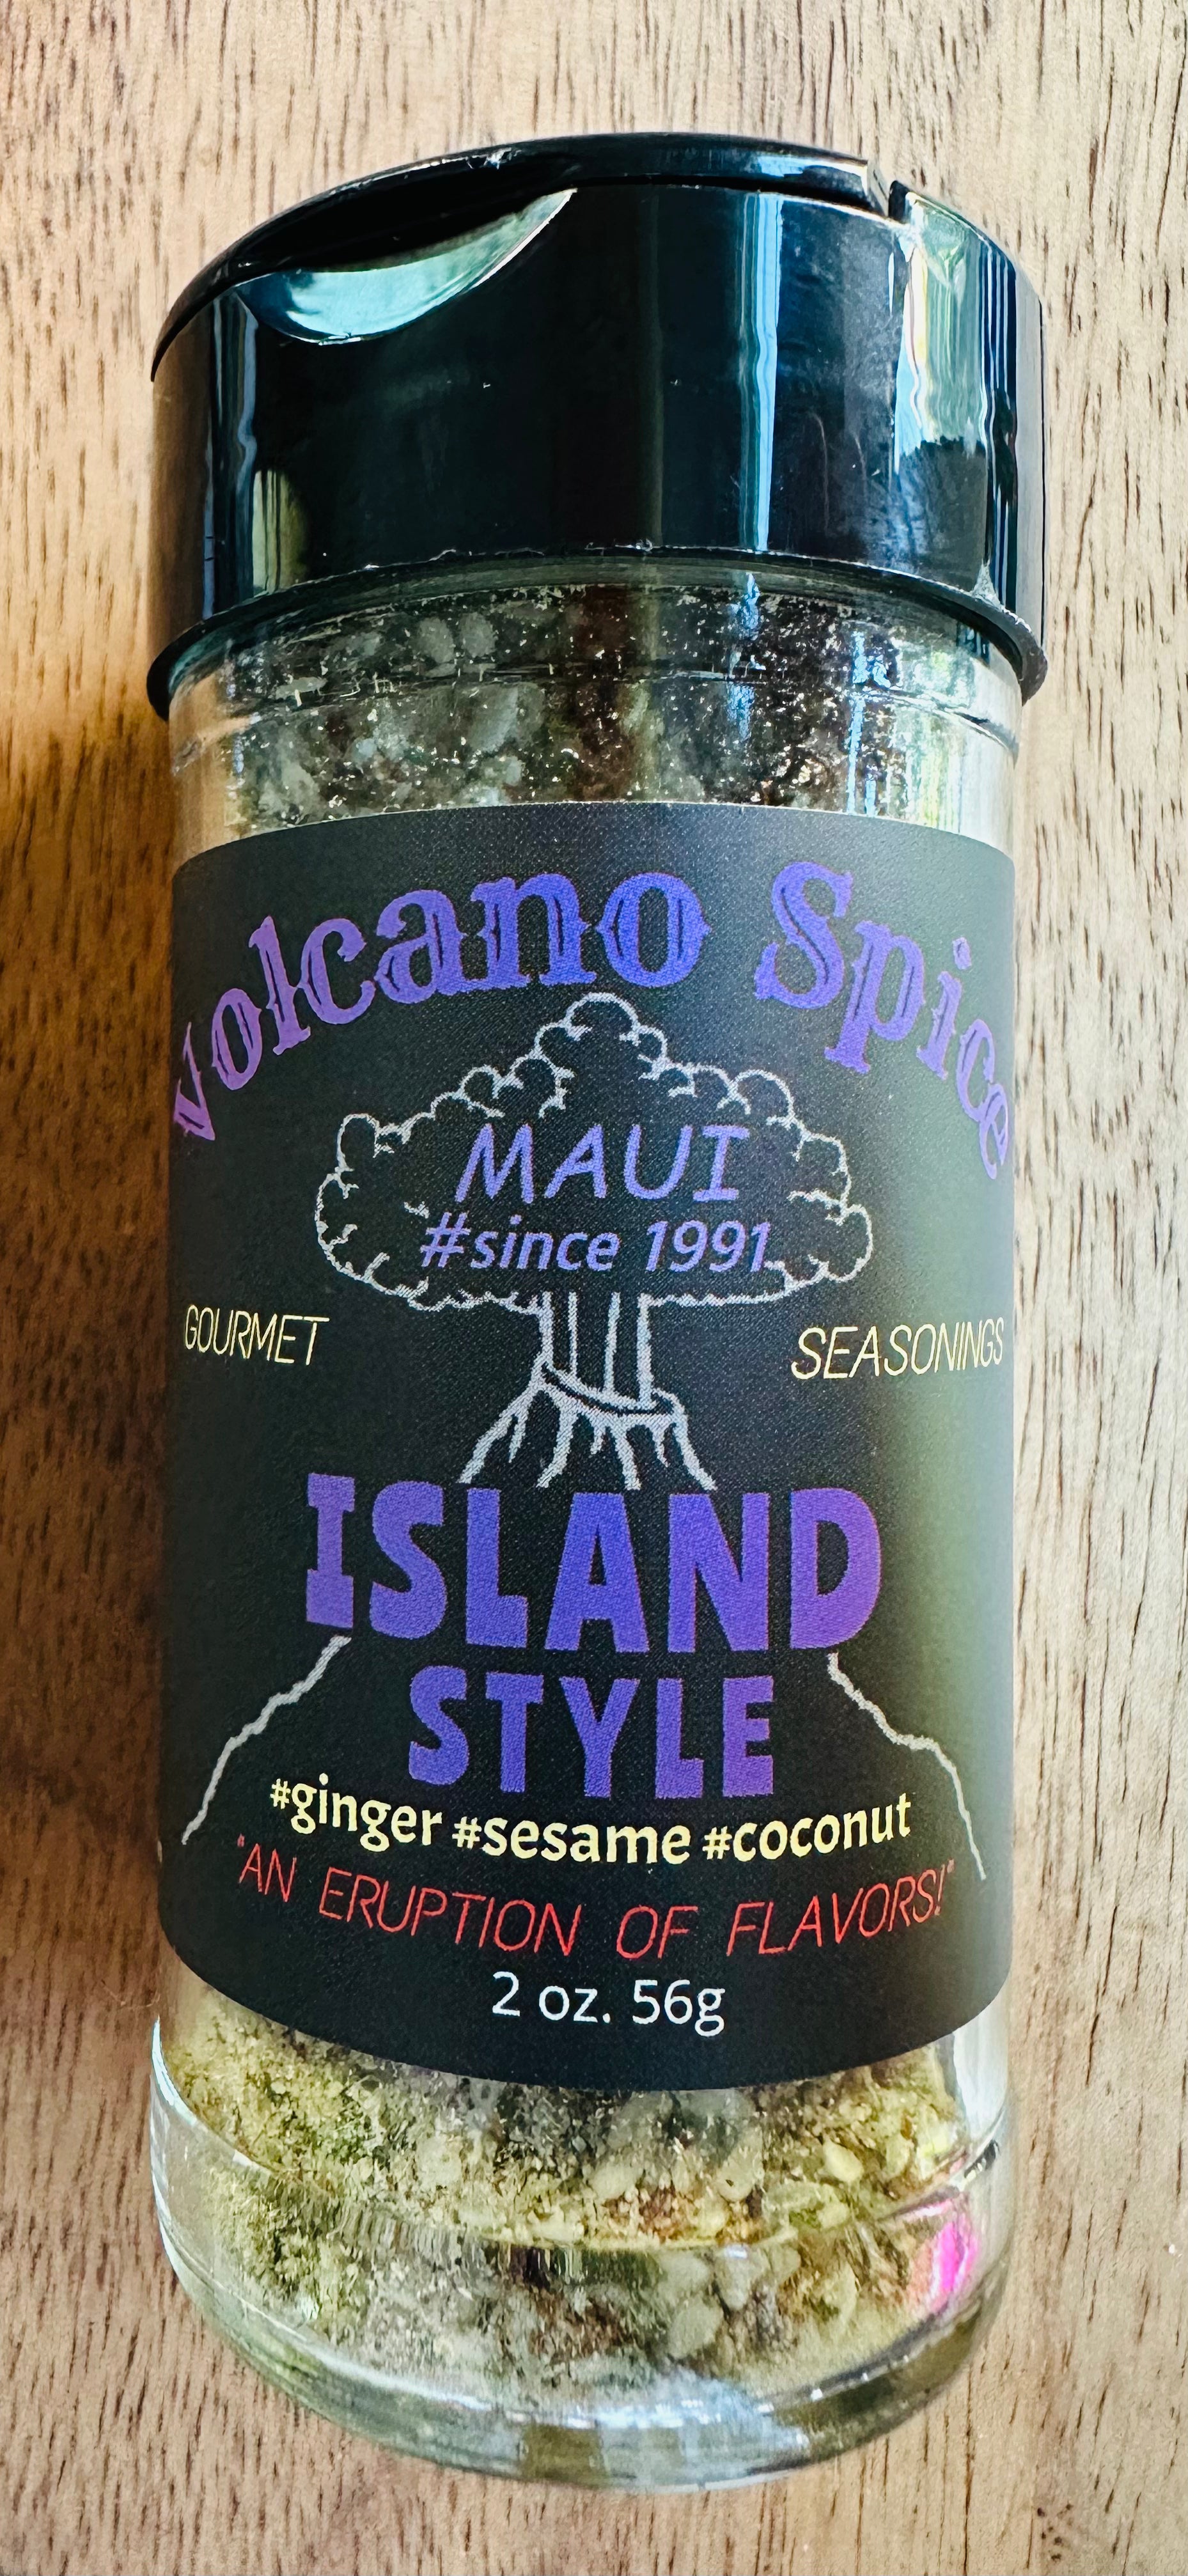 Volcano Spice
MAUI
#since 1991
GOURMET
SEASONINGS
ISLAND
STYLE
#ginger #sesame #coconut
"AN ERUPTION OF FLAVORS!"
2 oz. 56g